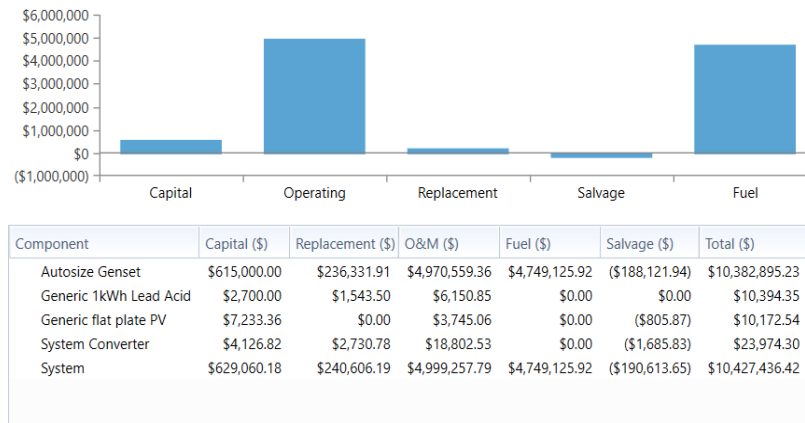 $6,000,000
$5,000,000
$4,000,000
$3,000,000
$2,000,000
$1,000,000
$0
($1,000,000)
Capital Operating Replacement Salvage Fuel
Component Capital ($) Replacement ($) O&M ($) Fuel ($) Salvage ($) Total ($)
Autosize Genset $615,000.00 $236,331.91 $4,970,559.36 $4,749,125.92 ($188,121.94) $10,382,895.23
Generic 1kWh Lead Acid $2,700.00 $1,543.50 $6,150.85 $0.00 $0.00 $10,394.35
Generic flat plate PV $7,233.36 $0.00 $3,745.06 $0.00 ($805.87) $10,172.54
System Converter $4,126.82 $2,730.78 $18,802.53 $0.00 ($1,685.83) $23,974.30
System $629,060.18 $240,606.19 $4,999,257.79 $4,749,125.92 ($190,613.65) $10,427,436.42